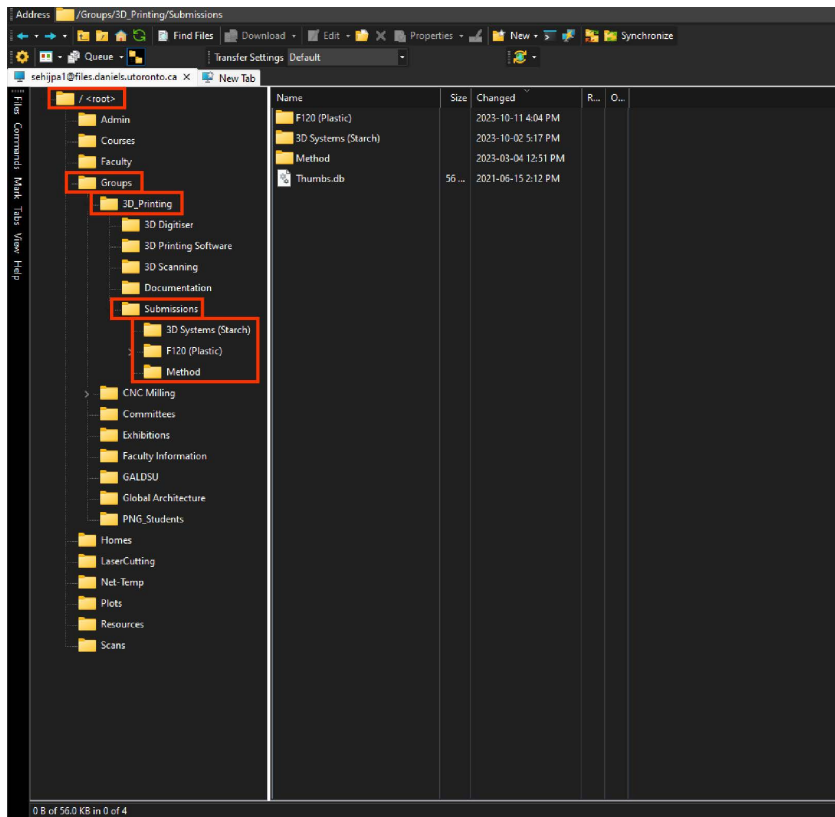 Address /Groups/3D_Printing/Submissions
Find Files Download Edit Properties New Synchronize
Queue Transfer Settings Default
sehijpa1@files.daniels.utoronto.ca × New Tab
Files Commands Mark Tabs View Help
/ <root>
Admin
Courses
Faculty
Groups
3D_Printing
3D Digitiser
3D Printing Software
3D Scanning
Documentation
Submissions
3D Systems (Starch)
F120 (Plastic)
Method
CNC Milling
Committees
Exhibitions
Faculty Information
GALDSU
Global Architecture
PNG_Students
Homes
LaserCutting
Net-Temp
Plots
Resources
Scans
Name Size Changed R... O...
F120 (Plastic) 2023-10-11 4:04 PM
3D Systems (Starch) 2023-10-02 5:17 PM
Method 2023-03-04 12:51 PM
Thumbs.db 56 ... 2021-06-15 2:12 PM
0 B of 56.0 KB in 0 of 4